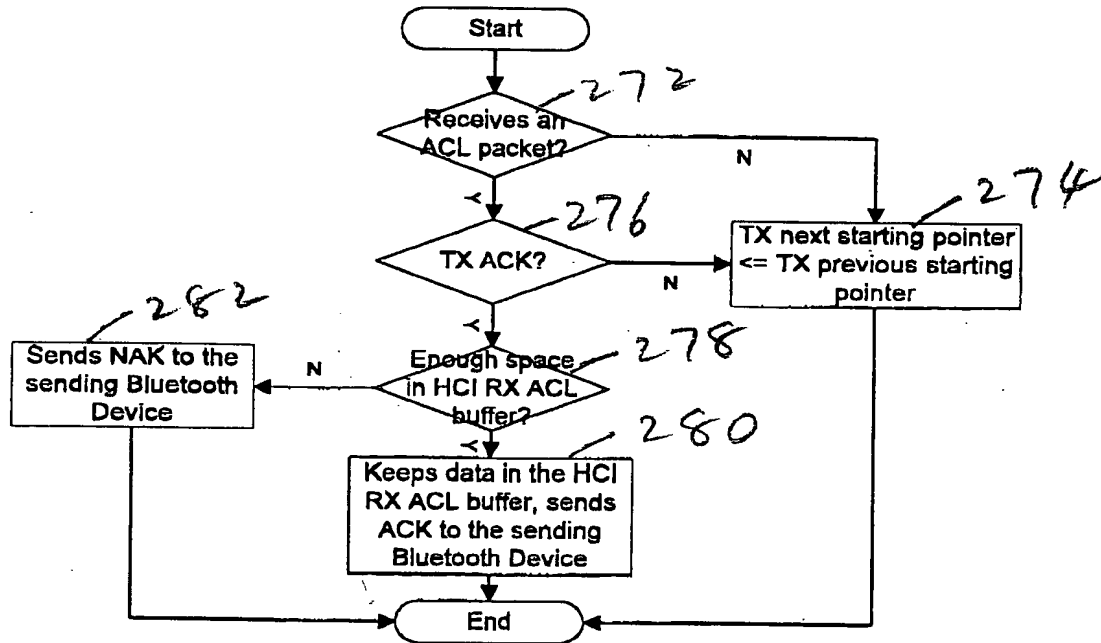 Start
272
Receives an
ACL packet?
N
Y
274
TX next starting pointer
<= TX previous starting
pointer
276
TX ACK?
N
Y
282
Sends NAK to the
sending Bluetooth
Device
N
278
Enough space
in HCI RX ACL
buffer?
Y
280
Keeps data in the HCI
RX ACL buffer, sends
ACK to the sending
Bluetooth Device
End